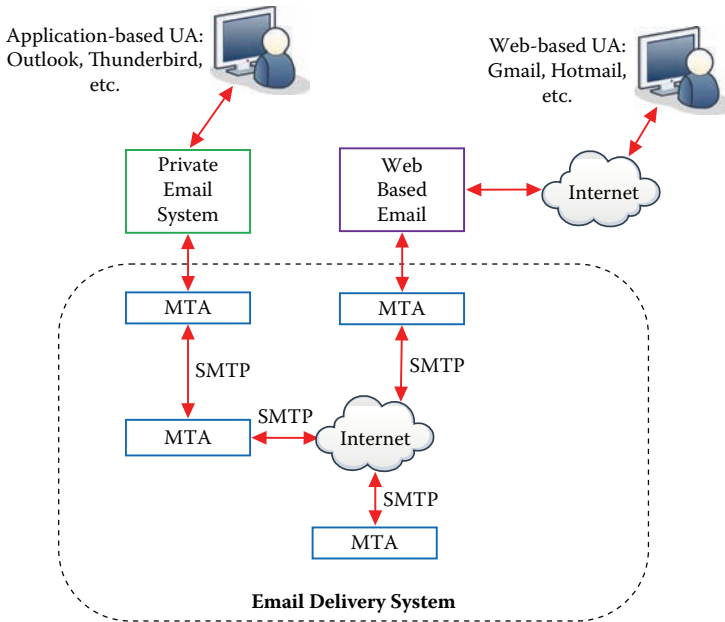 Application-based UA:
Outlook, Thunderbird,
etc.
Web-based UA:
Gmail, Hotmail,
etc.
Private
Email
System
Web
Based
Email
Internet
MTA
MTA
SMTP
SMTP
MTA
SMTP
Internet
SMTP
MTA
Email Delivery System